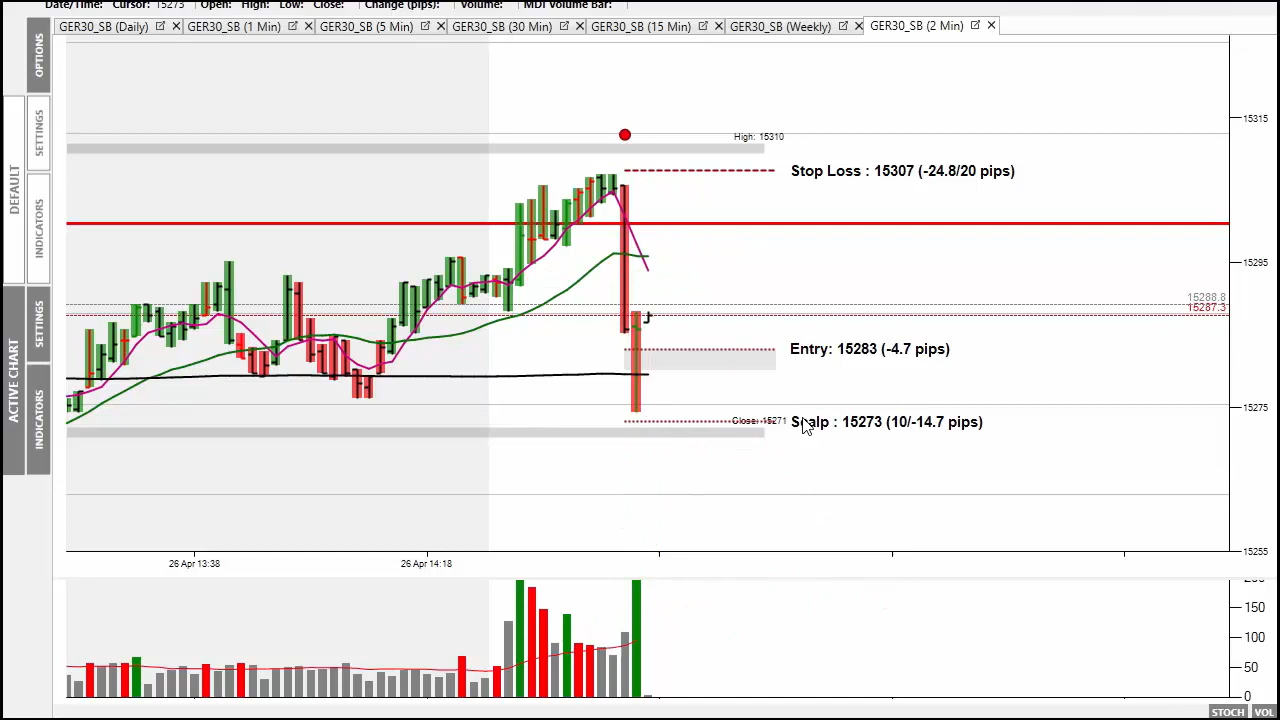 Date/Time: Cursor: 15273 Open: High: Low: Close: Change (pips): Volume: MDI Volume Bar:
GER30_SB (Daily) GER30_SB (1 Min) GER30_SB (5 Min) GER30_SB (30 Min) GER30_SB (15 Min) GER30_SB (Weekly) GER30_SB (2 Min)
OPTIONS
SETTINGS
DEFAULT
INDICATORS
SETTINGS
ACTIVE CHART
INDICATORS
15315
High: 15310
Stop Loss : 15307 (-24.8/20 pips)
15295
15288.8
15287.3
Entry: 15283 (-4.7 pips)
15275
Close: 15271
Scalp : 15273 (10/-14.7 pips)
15255
26 Apr 13:38 26 Apr 14:18
200
150
100
50
0
STOCH VOL